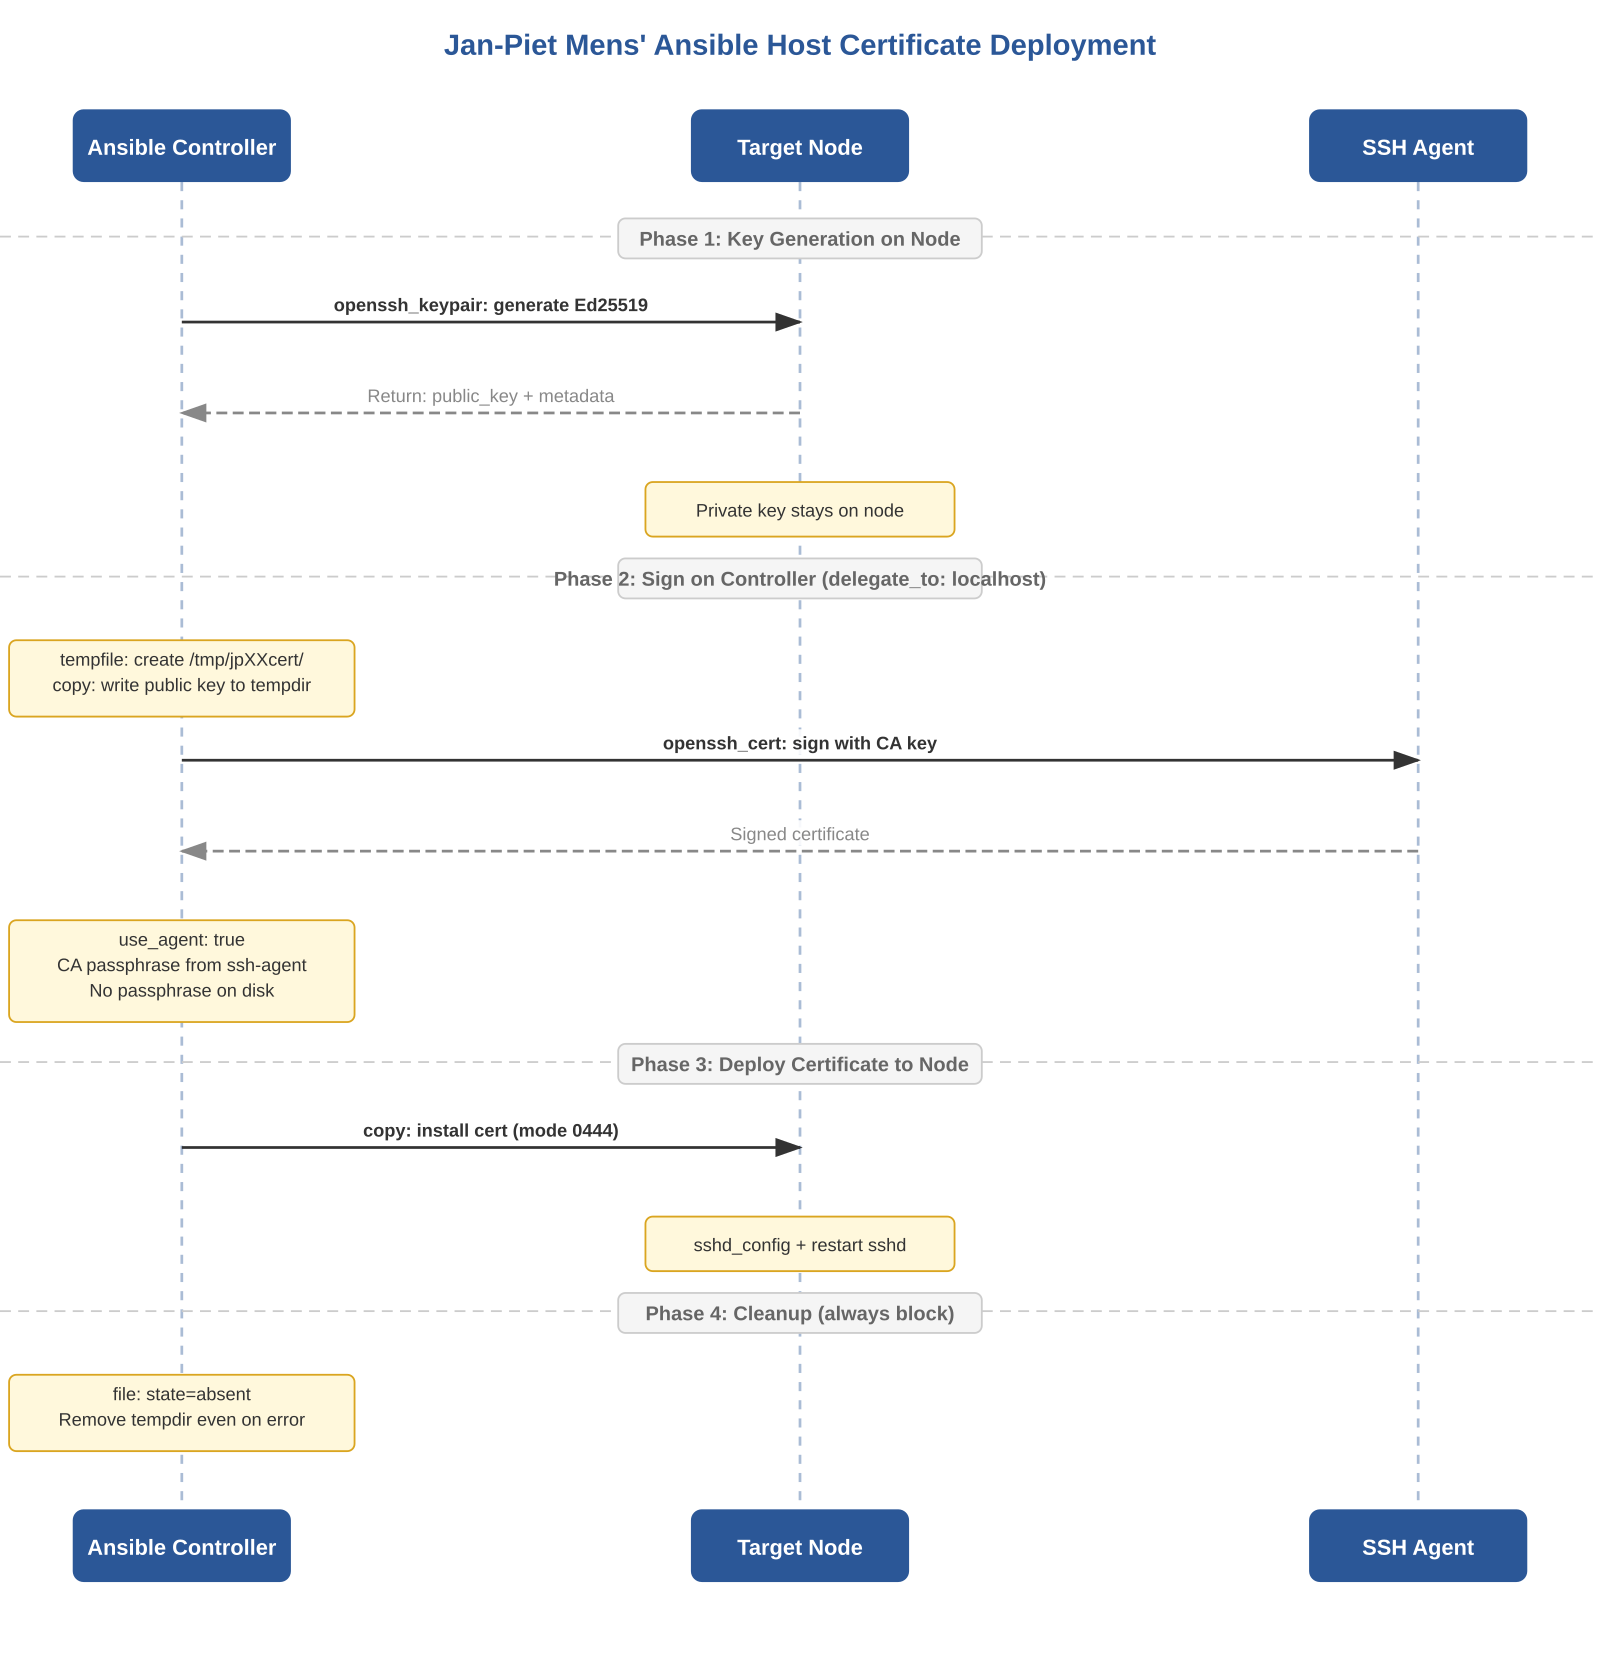 Jan-Piet Mens' Ansible Host Certificate Deployment
Ansible Controller
Target Node
SSH Agent
Phase 1: Key Generation on Node
openssh_keypair: generate Ed25519
Return: public_key + metadata
Private key stays on node
Phase 2: Sign on Controller (delegate_to: localhost)
tempfile: create /tmp/jpXXcert/
copy: write public key to tempdir
openssh_cert: sign with CA key
Signed certificate
use_agent: true
CA passphrase from ssh-agent
No passphrase on disk
Phase 3: Deploy Certificate to Node
copy: install cert (mode 0444)
sshd_config + restart sshd
Phase 4: Cleanup (always block)
file: state=absent
Remove tempdir even on error
Ansible Controller
Target Node
SSH Agent